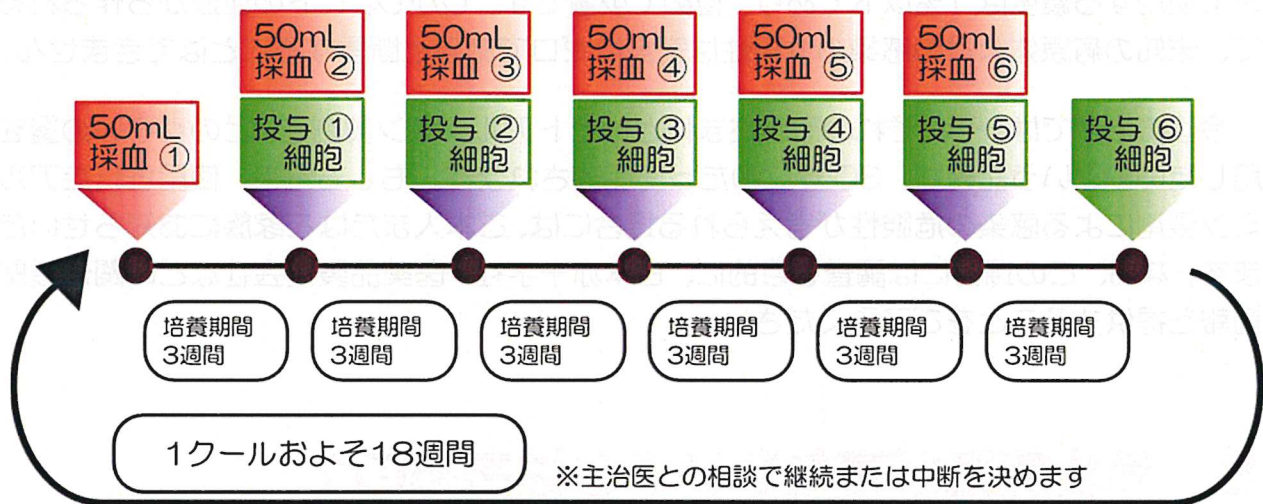 50mL
採血 ①
50mL
採血 ②
投与 ①
細胞
50mL
採血 ③
投与 ②
細胞
50mL
採血 ④
投与 ③
細胞
50mL
採血 ⑤
投与 ④
細胞
50mL
採血 ⑥
投与 ⑤
細胞
投与 ⑥
細胞
培養期間
3週間
培養期間
3週間
培養期間
3週間
培養期間
3週間
培養期間
3週間
培養期間
3週間
1クールおよそ18週間
※主治医との相談で継続または中断を決めます